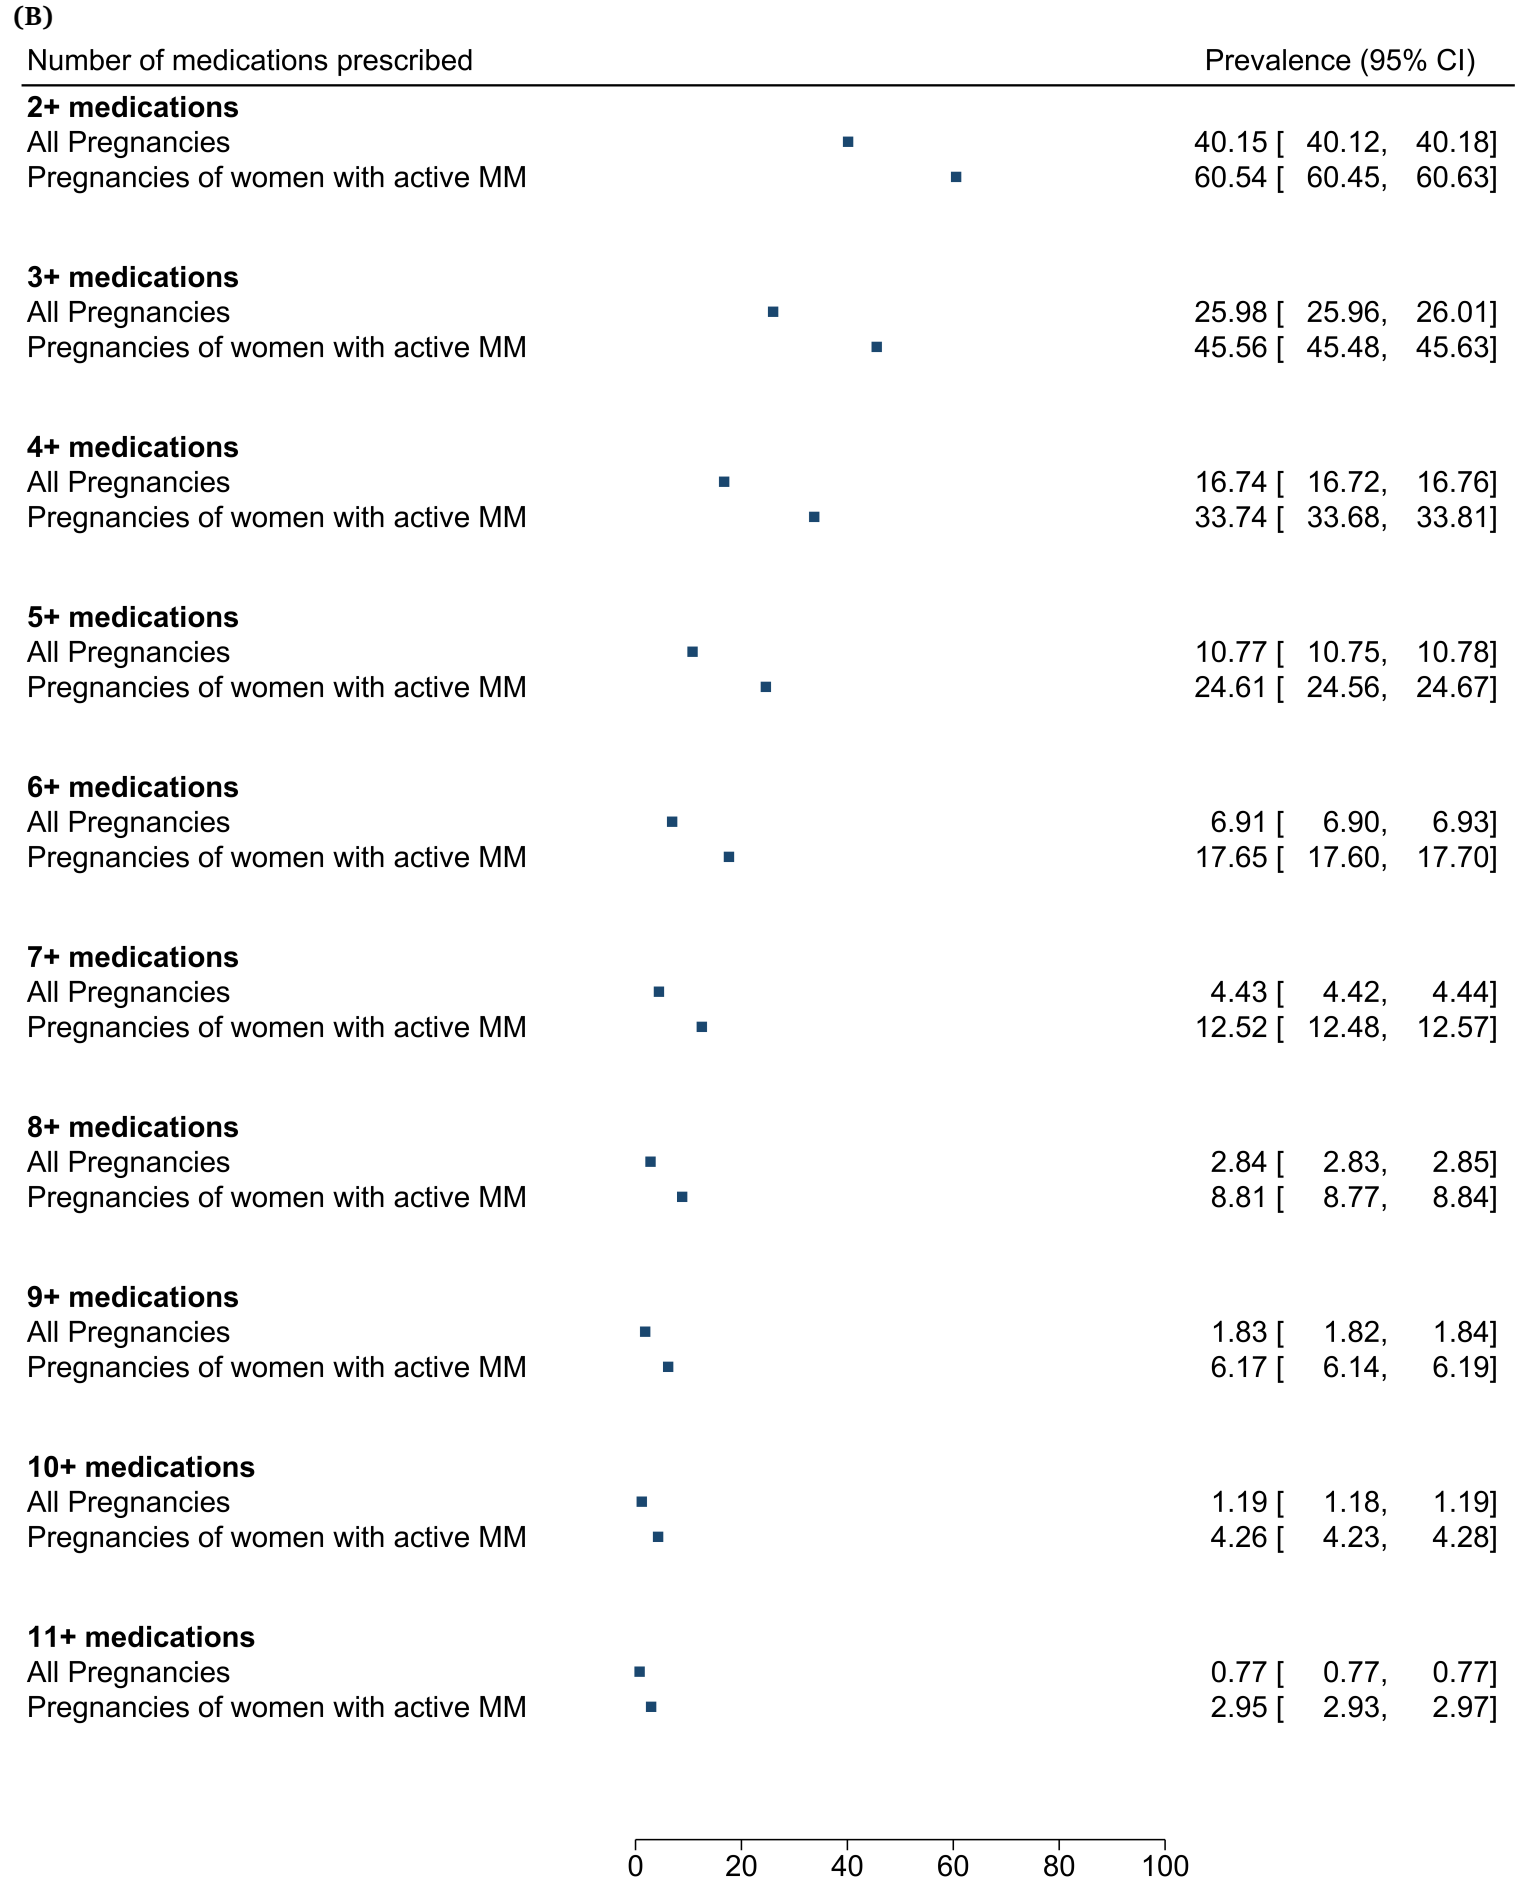 (B)
Number of medications prescribed Prevalence (95% CI)
2+ medications
All Pregnancies 40.15 [ 40.12, 40.18]
Pregnancies of women with active MM 60.54 [ 60.45, 60.63]
3+ medications
All Pregnancies 25.98 [ 25.96, 26.01]
Pregnancies of women with active MM 45.56 [ 45.48, 45.63]
4+ medications
All Pregnancies 16.74 [ 16.72, 16.76]
Pregnancies of women with active MM 33.74 [ 33.68, 33.81]
5+ medications
All Pregnancies 10.77 [ 10.75, 10.78]
Pregnancies of women with active MM 24.61 [ 24.56, 24.67]
6+ medications
All Pregnancies 6.91 [ 6.90, 6.93]
Pregnancies of women with active MM 17.65 [ 17.60, 17.70]
7+ medications
All Pregnancies 4.43 [ 4.42, 4.44]
Pregnancies of women with active MM 12.52 [ 12.48, 12.57]
8+ medications
All Pregnancies 2.84 [ 2.83, 2.85]
Pregnancies of women with active MM 8.81 [ 8.77, 8.84]
9+ medications
All Pregnancies 1.83 [ 1.82, 1.84]
Pregnancies of women with active MM 6.17 [ 6.14, 6.19]
10+ medications
All Pregnancies 1.19 [ 1.18, 1.19]
Pregnancies of women with active MM 4.26 [ 4.23, 4.28]
11+ medications
All Pregnancies 0.77 [ 0.77, 0.77]
Pregnancies of women with active MM 2.95 [ 2.93, 2.97]
0 20 40 60 80 100